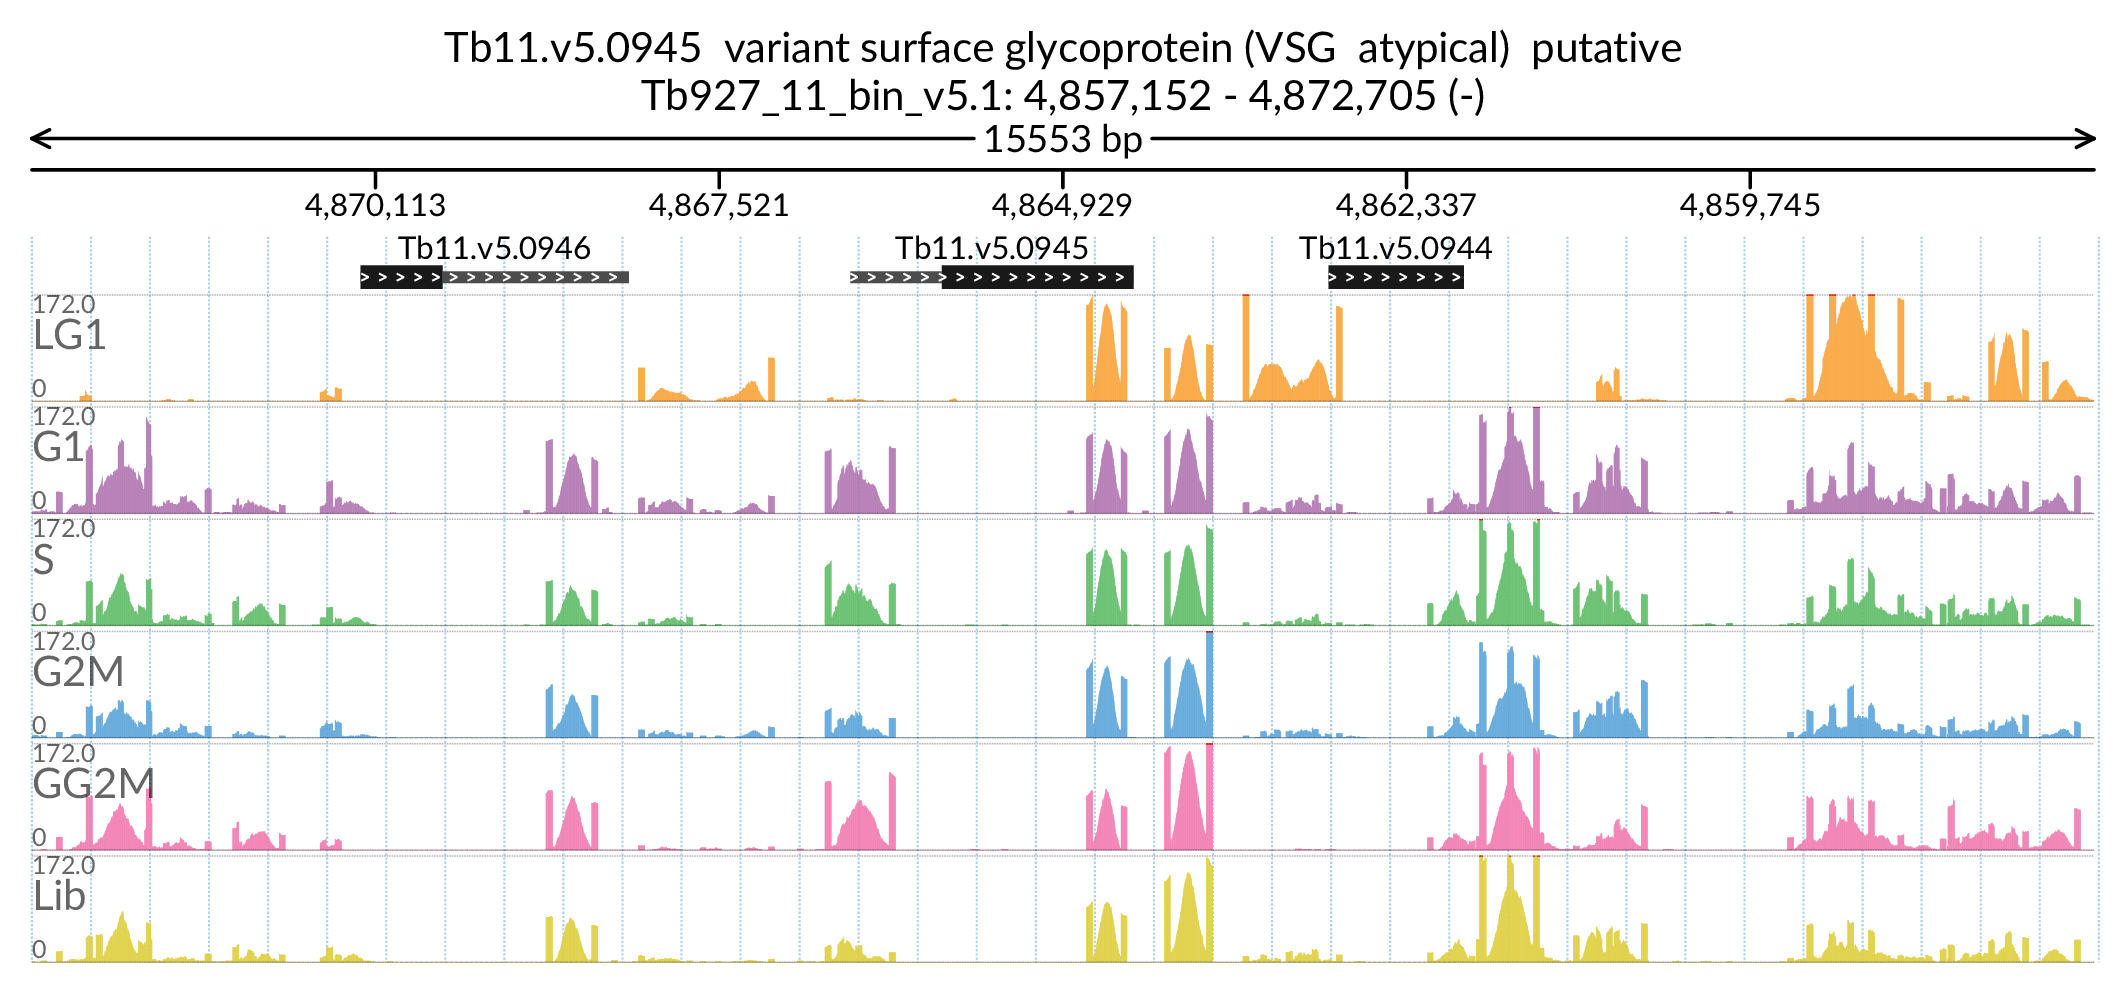 Tb11.v5.0945 variant surface glycoprotein (VSG atypical) putative
Tb927_11_bin_v5.1: 4,857,152 - 4,872,705 (-)
15553 bp
4,870,113 4,867,521 4,864,929 4,862,337 4,859,745
Tb11.v5.0946 Tb11.v5.0945 Tb11.v5.0944
172.0
LG1
0
172.0
G1
0
172.0
S
0
172.0
G2M
0
172.0
GG2M
0
172.0
Lib
0